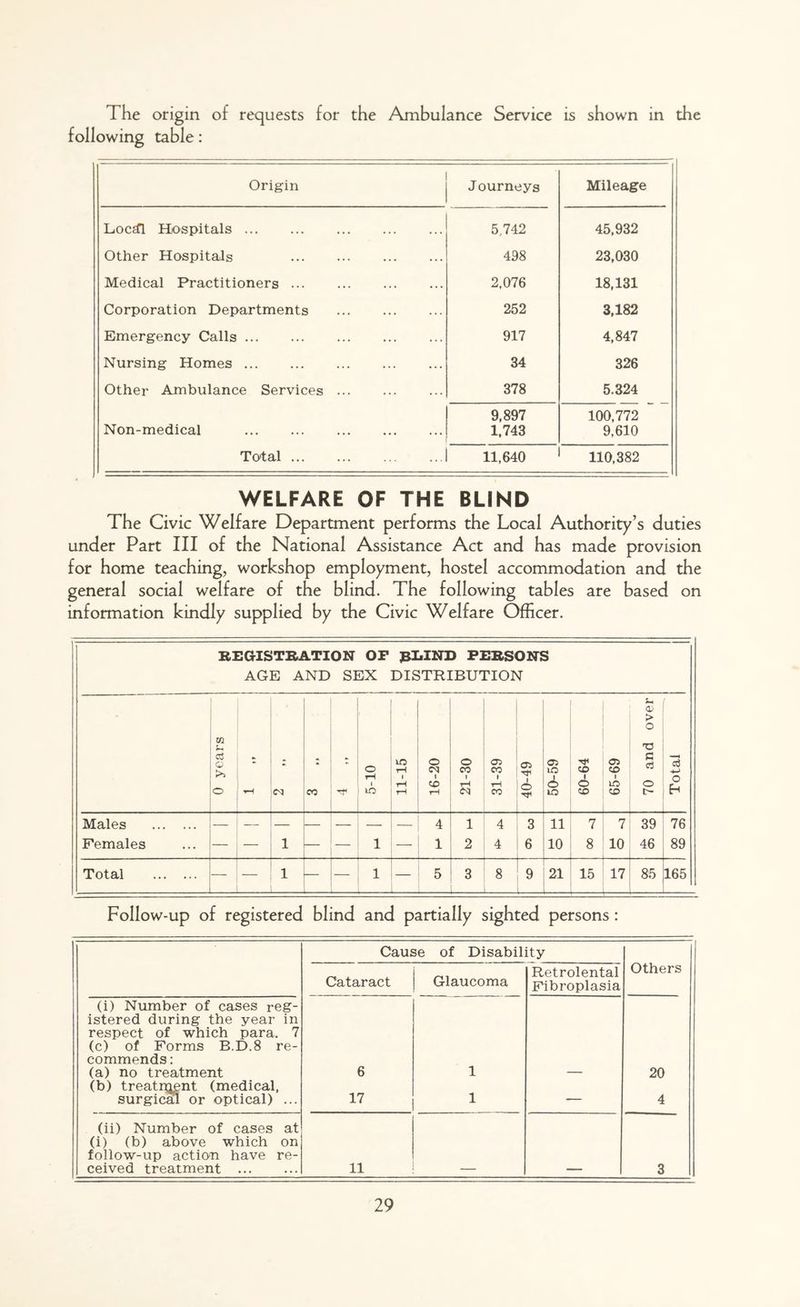 The origin of requests for the Ambulance Service is shown in the
following table:
Origin Journeys Mileage
Local Hospitals ... ... ... ... ... 5,742 45,932
Other Hospitals ... ... ... ... 498 23,030
Medical Practitioners ... ... ... ... 2,076 18,131
Corporation Departments ... ... ... 252 3,182
Emergency Calls ... ... ... ... ... 917 4,847
Nursing Homes ... ... ... ... ... 34 326
Other Ambulance Services ... ... ... 378 5.324
9,897 100,772
Non-medical ... ... ... ... ... 1,743 9,610
Total ... ... ... ... 11,640 110,382
WELFARE OF THE BLIND
The Civic Welfare Department performs the Local Authority's duties
under Part III of the National Assistance Act and has made provision
for home teaching, workshop employment, hostel accommodation and the
general social welfare of the blind. The following tables are based on
information kindly supplied by the Civic Welfare Officer.
REGISTRATION OF BLIND PERSONS
AGE AND SEX DISTRIBUTION
0 years 1 " 2 " 3 " 4 " 5-10 11-15 16-20 21-30 31-39 40-49 50-59 60-64 65-69 70 and over Total
Males ... ... — — — — — — — 4 1 4 3 11 7 7 39 76
Females ... — — 1 — — 1 — 1 2 4 6 10 8 10 46 89
Total ... ... — — 1 — — 1 — 5 3 8 9 21 15 17 85 165
Follow-up of registered blind and partially sighted persons:
Cause of Disability
Cataract Glaucoma Retrolental Fibroplasia Others
(i) Number of cases reg-
istered during the year in
respect of which para. 7
(c) of Forms B.D.8 re-
commends:
(a) no treatment 6 1 — 20
(b) treatment (medical,
surgical or optical) ... 17 1 — 4
(ii) Number of cases at
(i) (b) above which on
follow-up action have re-
ceived treatment ... ... 11 — — 3
29